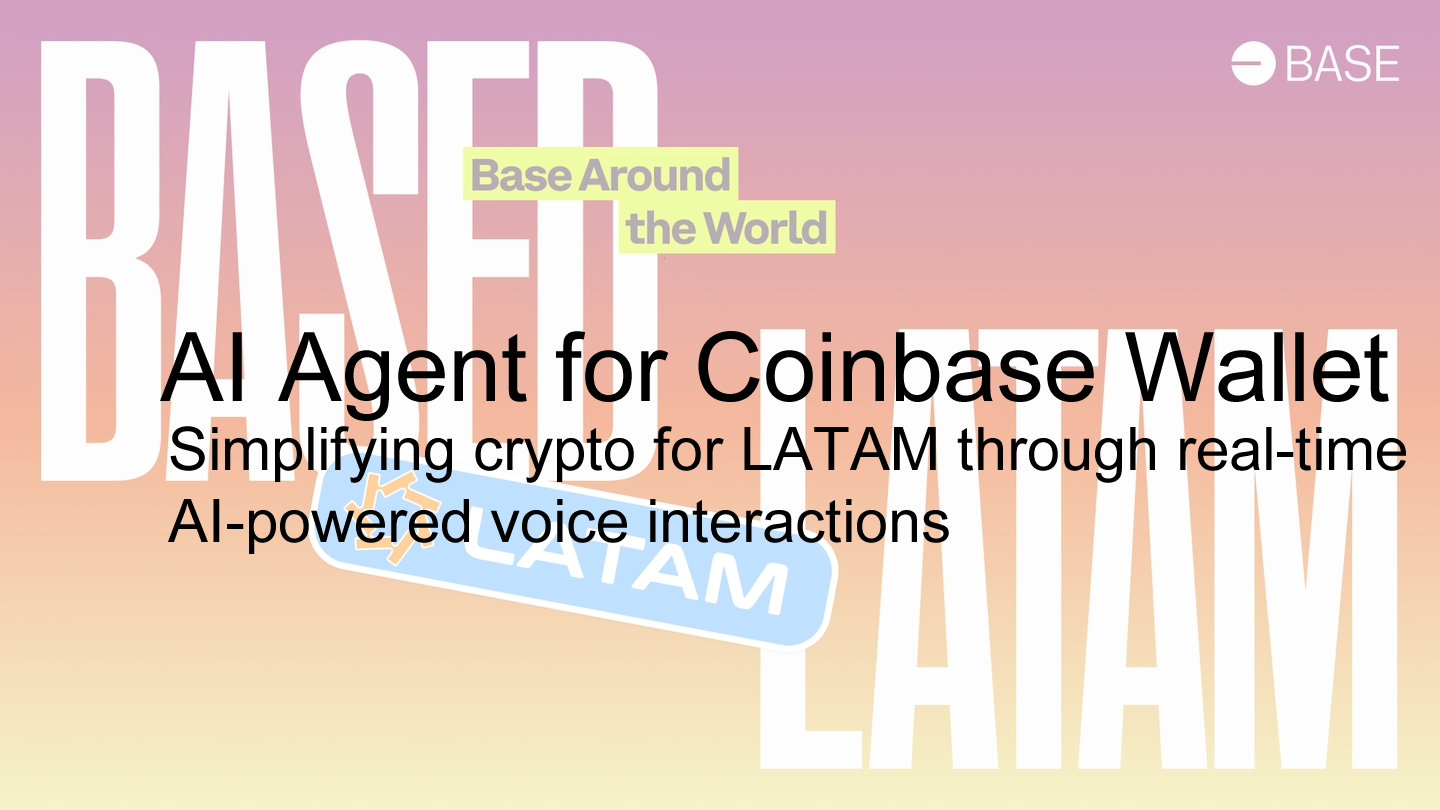 BASED
BASE
Base Around
the World
AI Agent for Coinbase Wallet
Simplifying crypto for LATAM through real-time
AI-powered voice interactions
LATAM
LATAM